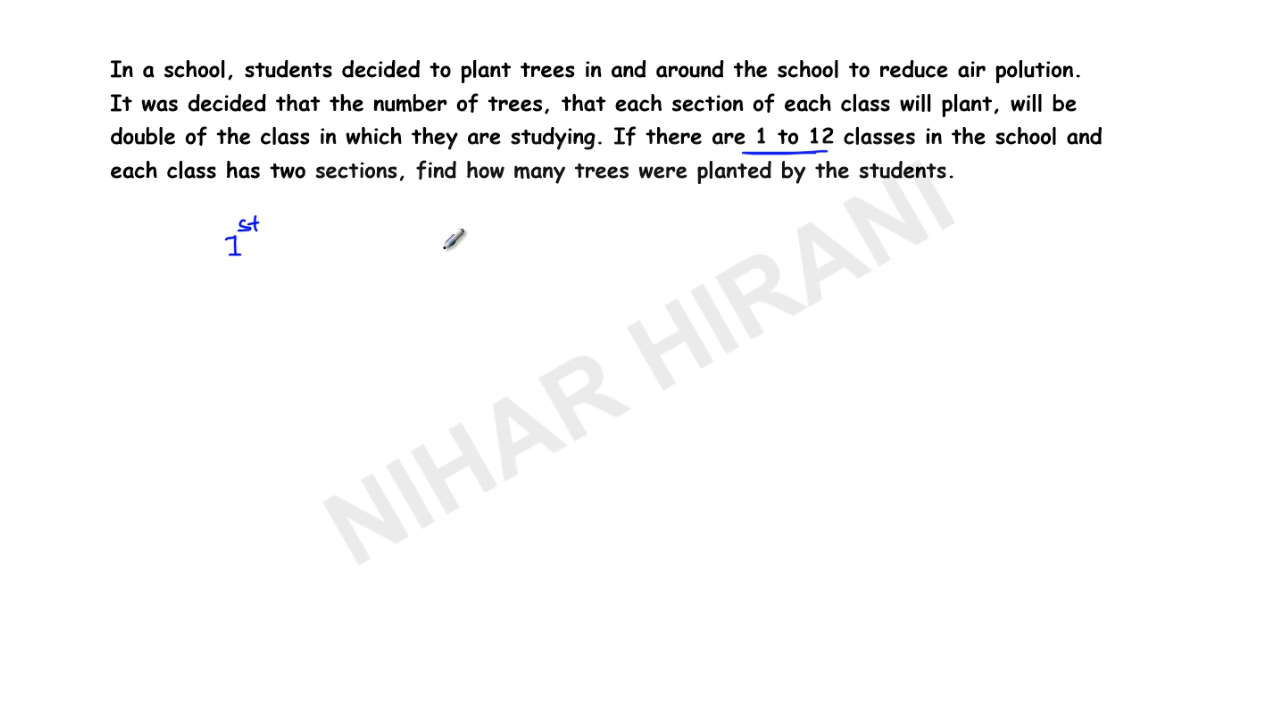 In a school, students decided to plant trees in and around the school to reduce air polution.
It was decided that the number of trees, that each section of each class will plant, will be
double of the class in which they are studying. If there are 1 to 12 classes in the school and
each class has two sections, find how many trees were planted by the students.
1st
NIHAR HIRANI